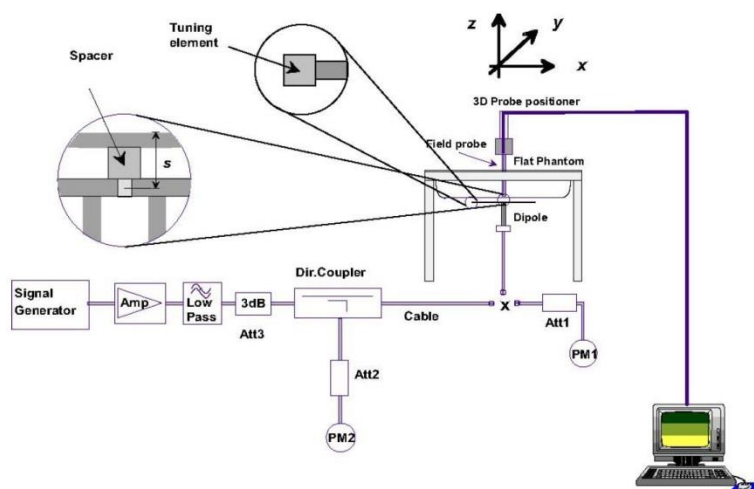 Tuning
element
z
y
x
Spacer
3D Probe positioner
s
Field probe
Flat Phantom
Dipole
Dir.Coupler
Signal
Generator
Amp
Low
Pass
3dB
Cable
x
Att3
Att1
PM1
Att2
PM2